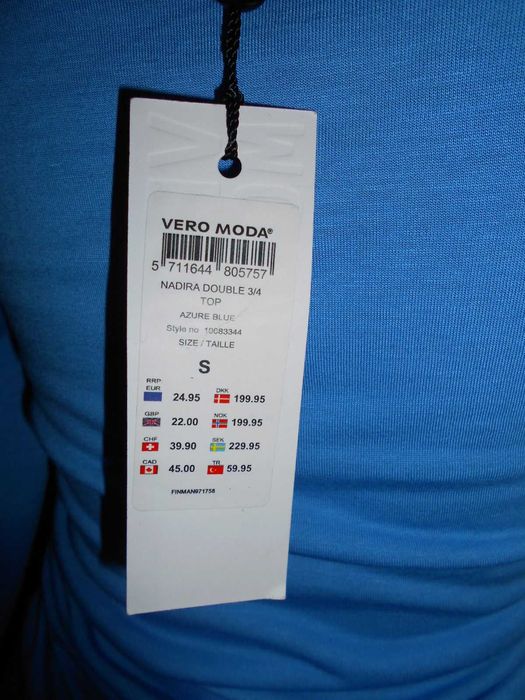 VM
VERO MODA®
5 711644 805757
NADIRA DOUBLE 3/4
TOP
AZURE BLUE
Style no 10083344
SIZE / TAILLE
S
RRP
EUR 24.95 DKK 199.95
GBP 22.00 NOK 199.95
CHF 39.90 SEK 229.95
CAD 45.00 TR 59.95
FINMAN971758